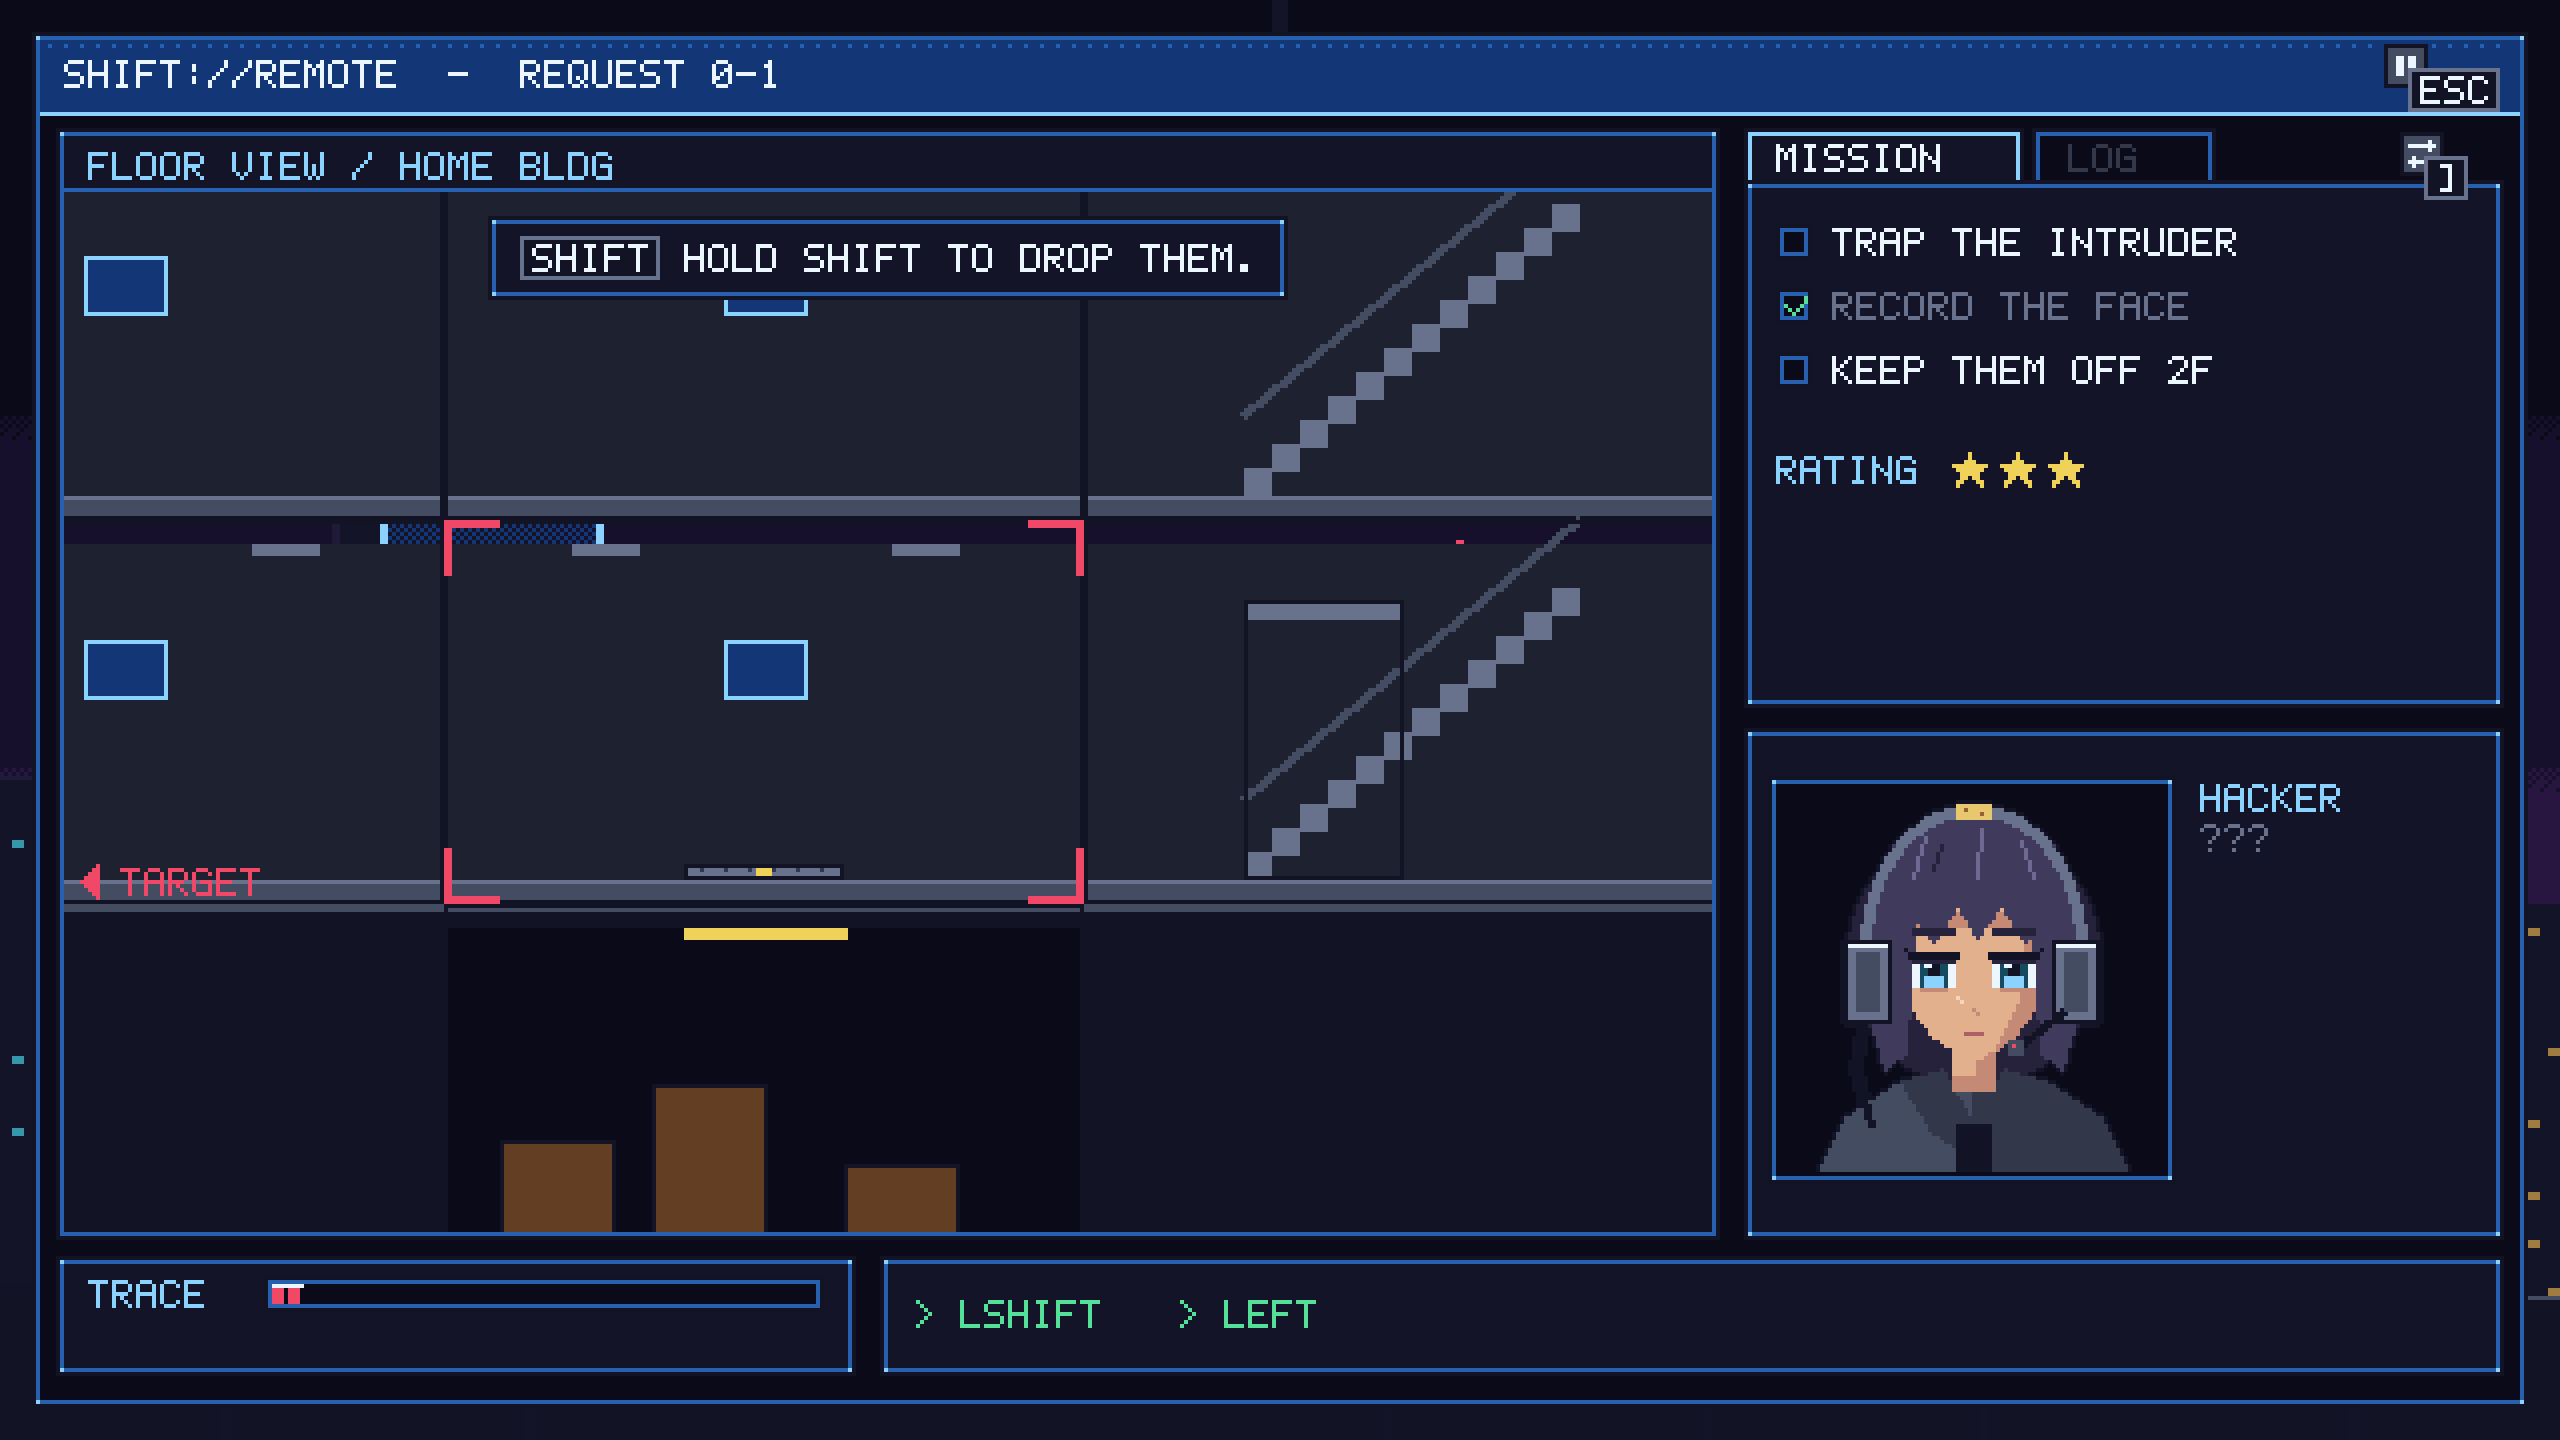 SHIFT://REMOTE - REQUEST 0-1
ESC
FLOOR VIEW / HOME BLDG
SHIFT HOLD SHIFT TO DROP THEM.
TARGET
MISSION
LOG
]
TRAP THE INTRUDER
RECORD THE FACE
KEEP THEM OFF 2F
RATING
HACKER
???
TRACE
> LSHIFT > LEFT